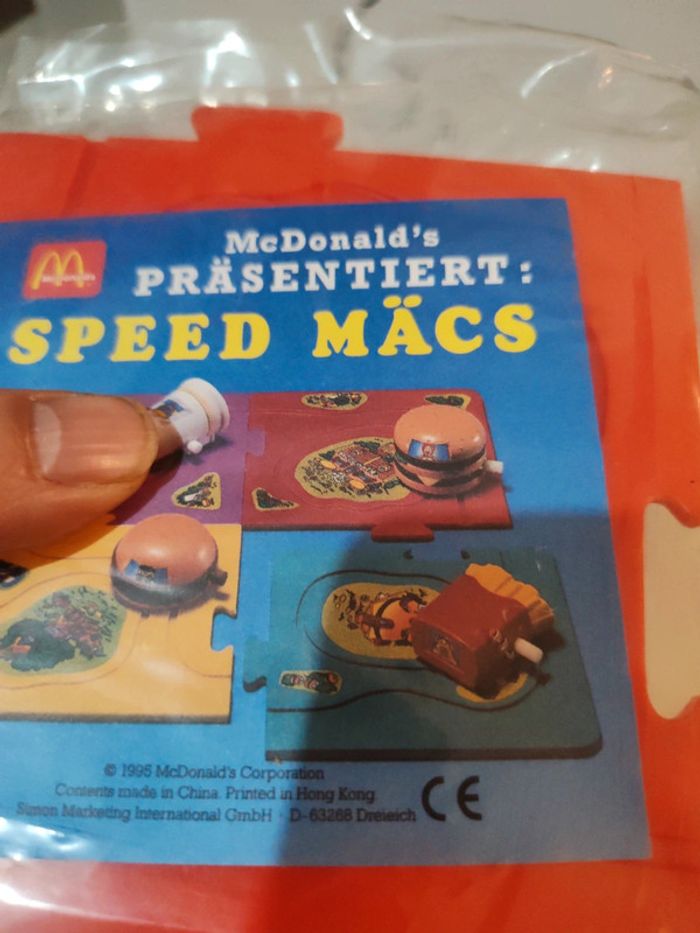 McDonald's
McDonald's
PRÄSENTIERT:
SPEED MÄCS
© 1995 McDonald's Corporation
Contents made in China. Printed in Hong Kong
Simon Marketing International GmbH · D-63268 Dreieich
CE